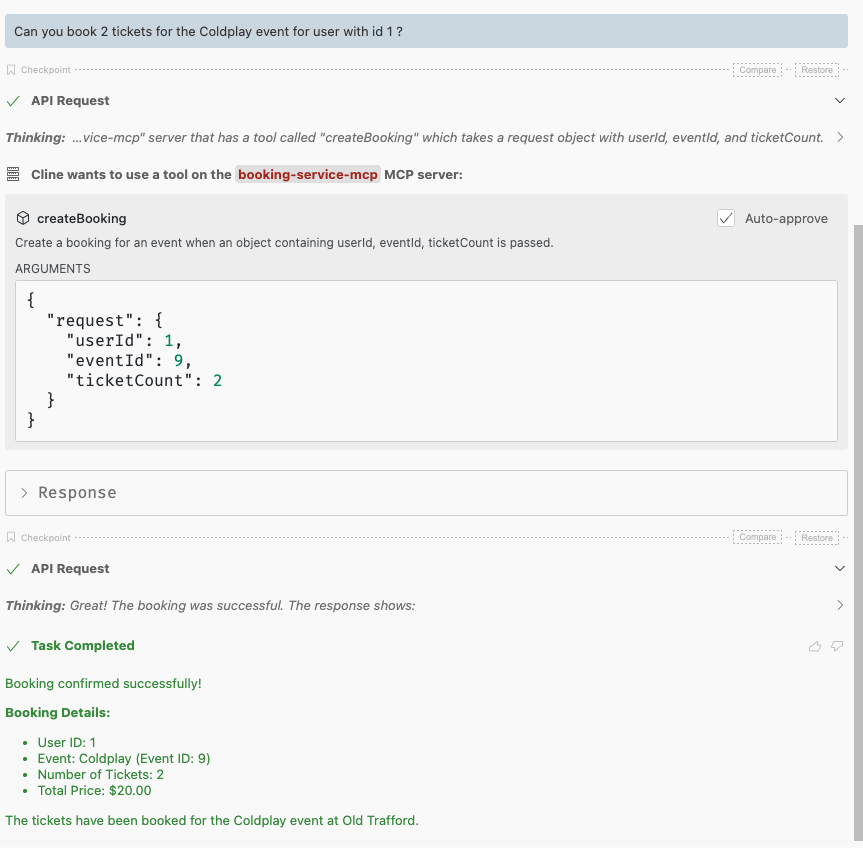 Can you book 2 tickets for the Coldplay event for user with id 1 ?
Checkpoint Compare Restore
API Request
Thinking: ...vice-mcp" server that has a tool called "createBooking" which takes a request object with userId, eventId, and ticketCount.
Cline wants to use a tool on the booking-service-mcp MCP server:
createBooking Auto-approve
Create a booking for an event when an object containing userId, eventId, ticketCount is passed.
ARGUMENTS
{
"request": {
"userId": 1,
"eventId": 9,
"ticketCount": 2
}
}
Response
Checkpoint Compare Restore
API Request
Thinking: Great! The booking was successful. The response shows:
Task Completed
Booking confirmed successfully!
Booking Details:
• User ID: 1
• Event: Coldplay (Event ID: 9)
• Number of Tickets: 2
• Total Price: $20.00
The tickets have been booked for the Coldplay event at Old Trafford.